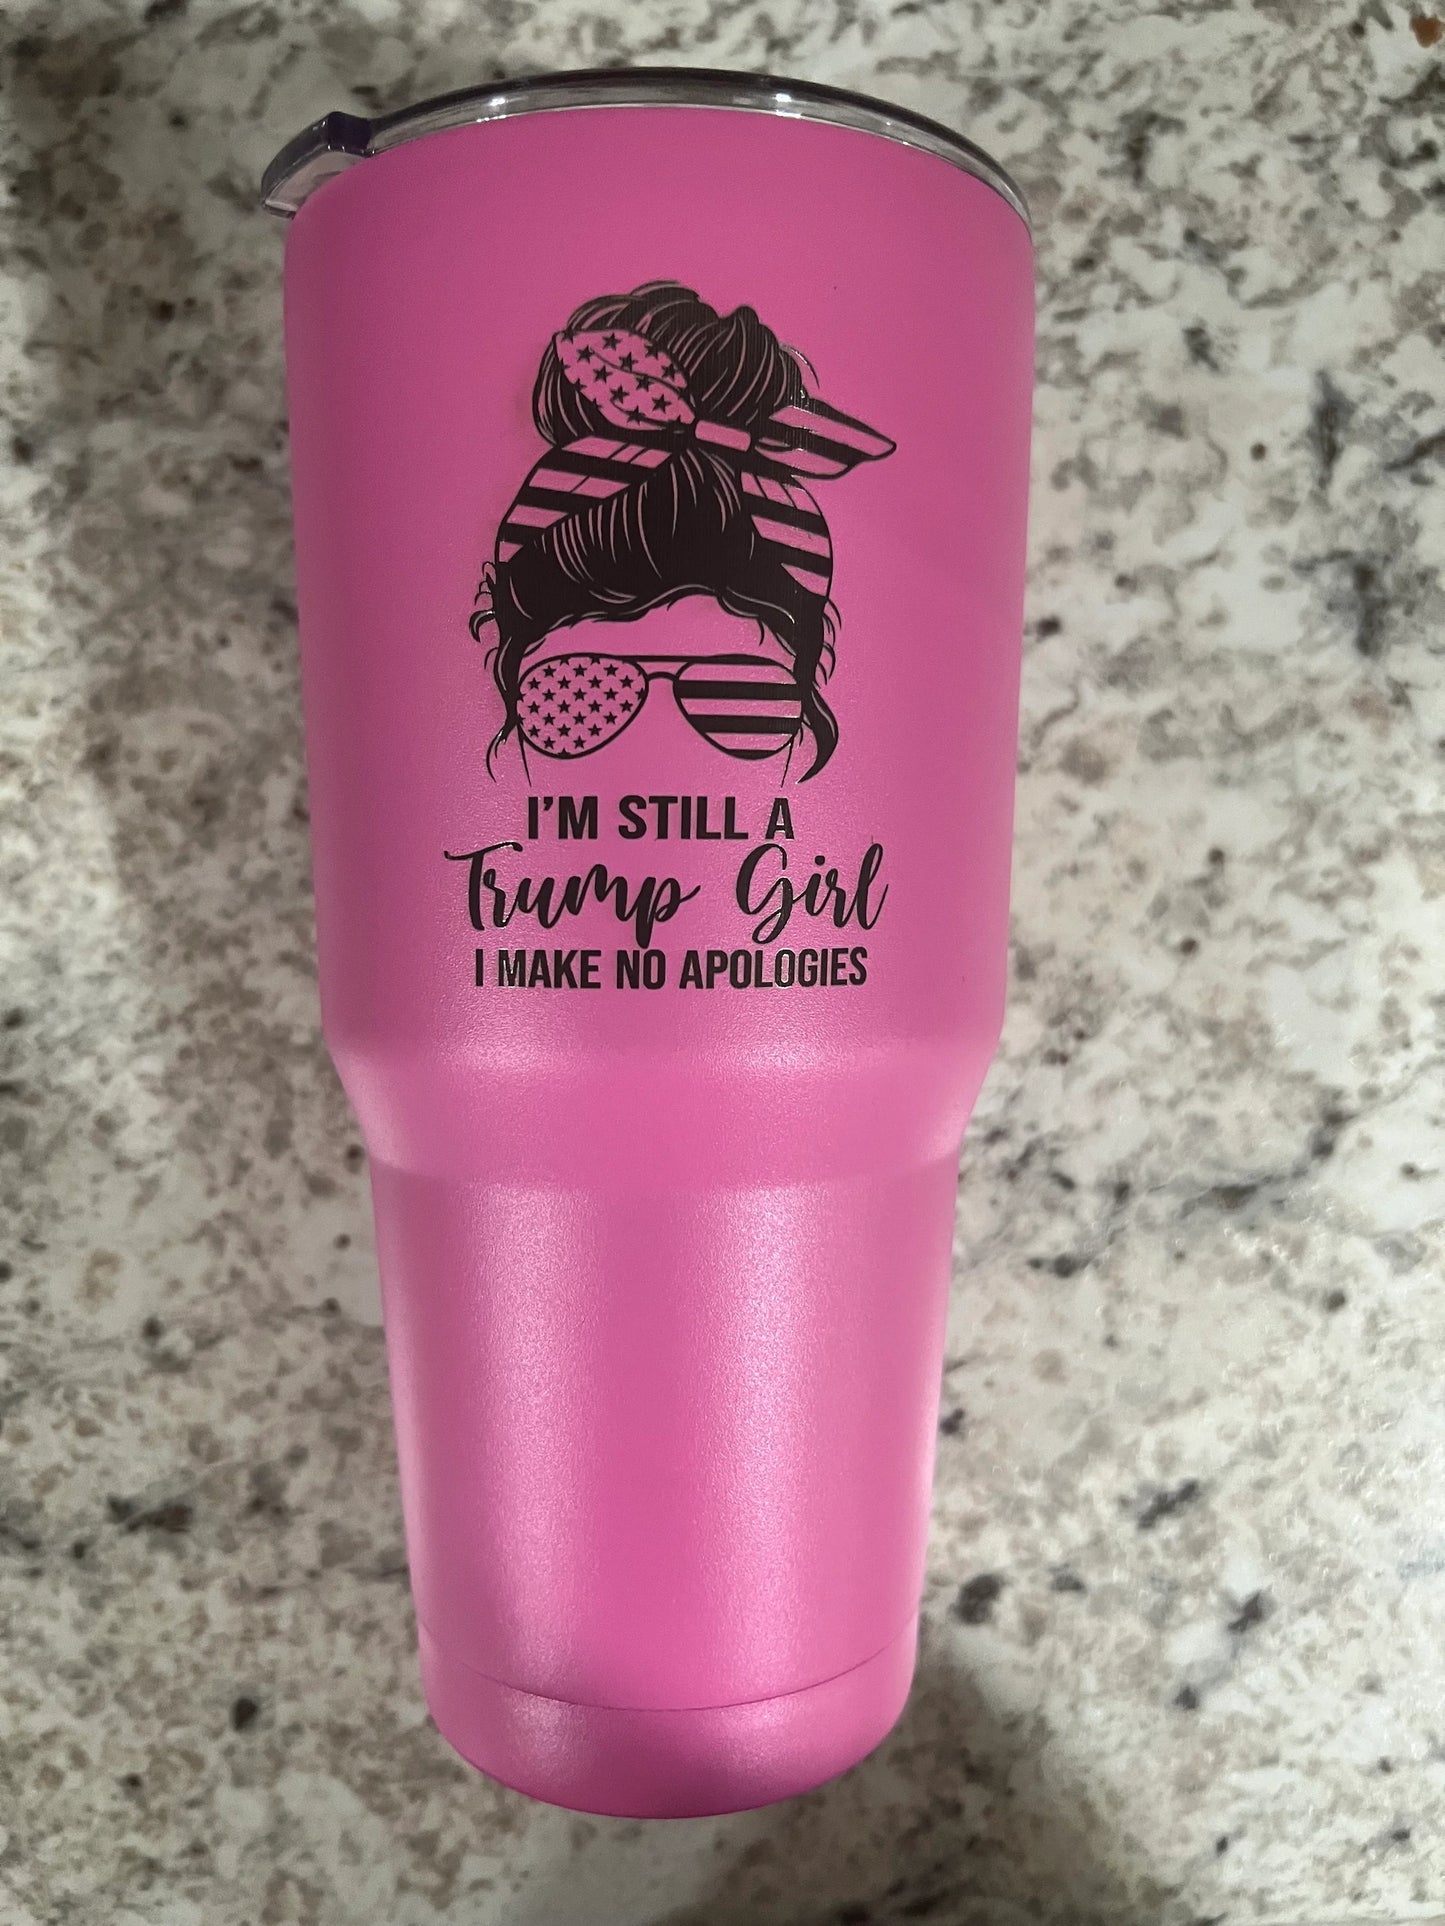 I'M STILL A
Trump Girl
I MAKE NO APOLOGIES